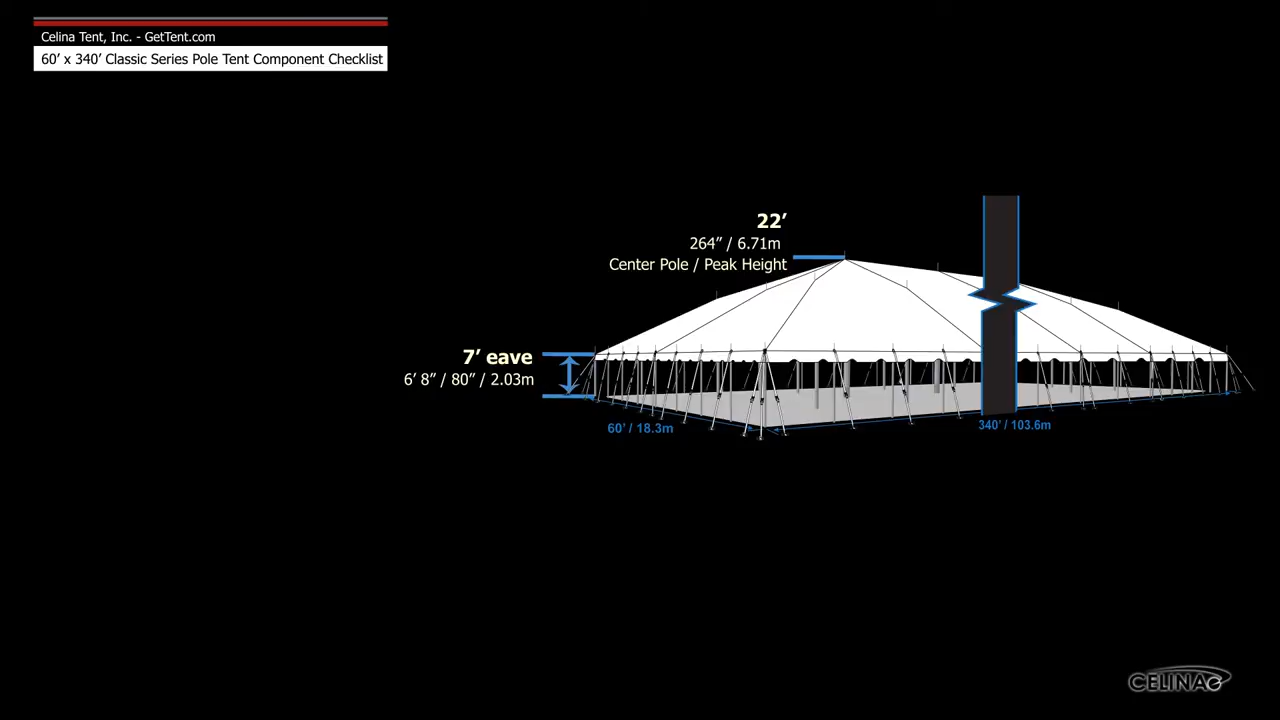 Celina Tent, Inc. - GetTent.com
60’ x 340’ Classic Series Pole Tent Component Checklist
22’
264” / 6.71m
Center Pole / Peak Height
7’ eave
6’ 8” / 80” / 2.03m
60’ / 18.3m
340’ / 103.6m
CELINA